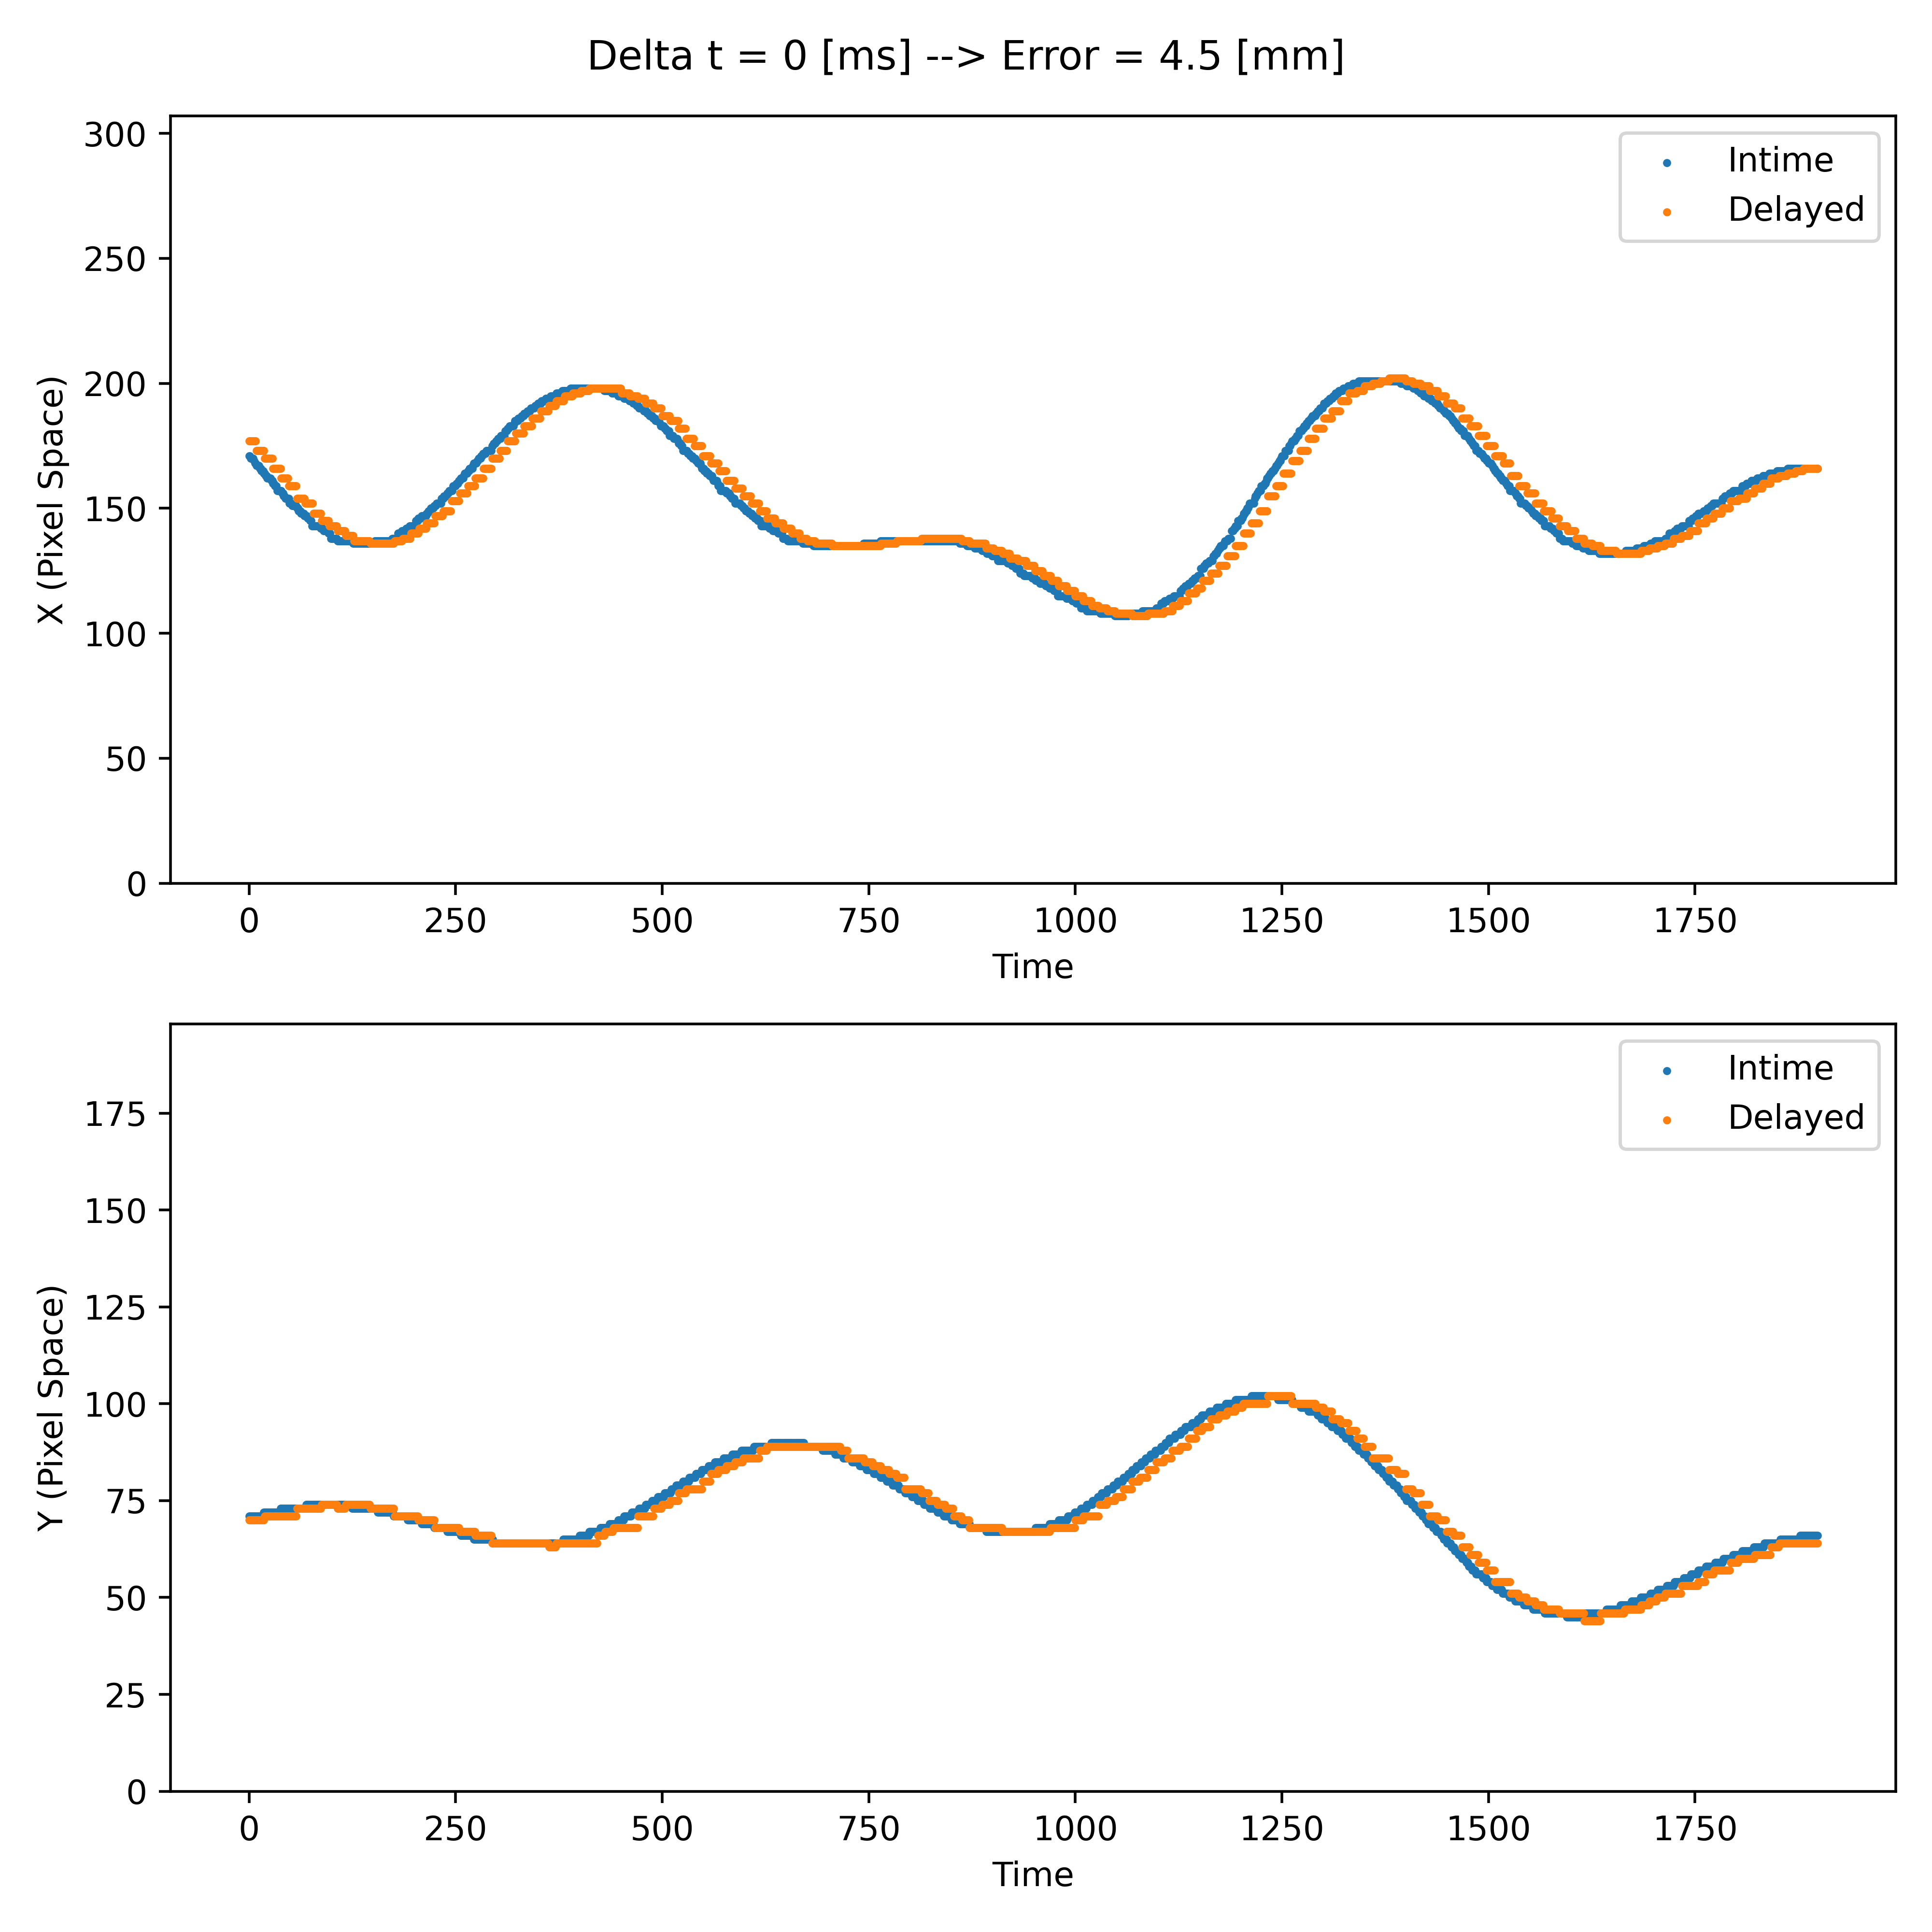 Delta t = 0 [ms] --> Error = 4.5 [mm]
300
250
200
150
100
50
0
X (Pixel Space)
Intime
Delayed
0 250 500 750 1000 1250 1500 1750
Time
175
150
125
100
75
50
25
0
Y (Pixel Space)
Intime
Delayed
0 250 500 750 1000 1250 1500 1750
Time